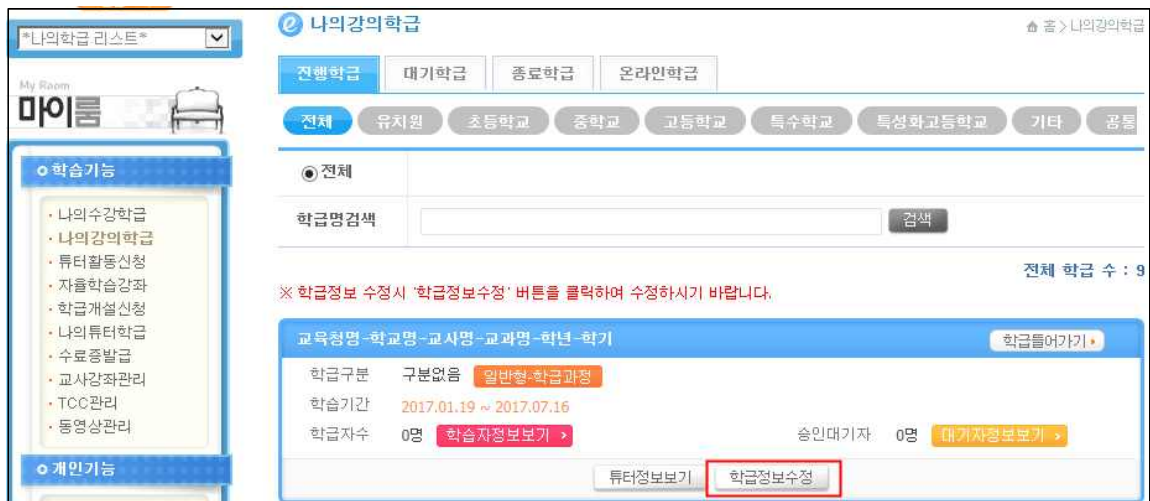 *나의학급 리스트*
My Room
마이룸
학습기능
· 나의수강학급
· 나의강의학급
· 튜터활동신청
· 자율학습강좌
· 학급개설신청
· 나의튜터학급
· 수료증발급
· 교사강좌관리
· TCC관리
· 동영상관리
개인기능
나의강의학급
홈 > 나의강의학급
진행학급 대기학급 종료학급 온라인학급
전체 유치원 초등학교 중학교 고등학교 특수학교 특성화고등학교 기타 공통
전체
학급명검색 검색
전체 학급 수 : 9
※ 학급정보 수정시 '학급정보수정' 버튼을 클릭하여 수정하시기 바랍니다.
교육청명-학교명-교사명-교과명-학년-학기 학급들어가기
학급구분 구분없음 일반형-학급과정
학습기간 2017.01.19 ~ 2017.07.16
학급자수 0명 학습자정보보기 > 승인대기자 0명 대기자정보보기 >
튜터정보보기 학급정보수정